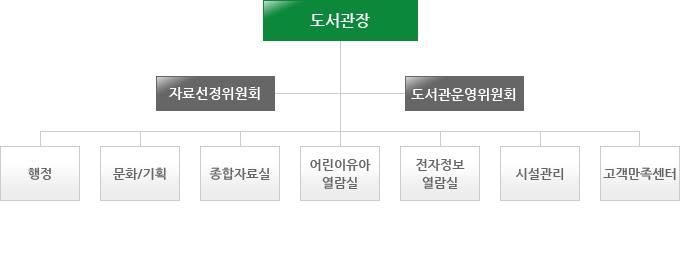 도서관장
자료선정위원회
도서관운영위원회
행정
문화/기획
종합자료실
어린이유아
열람실
전자정보
열람실
시설관리
고객만족센터